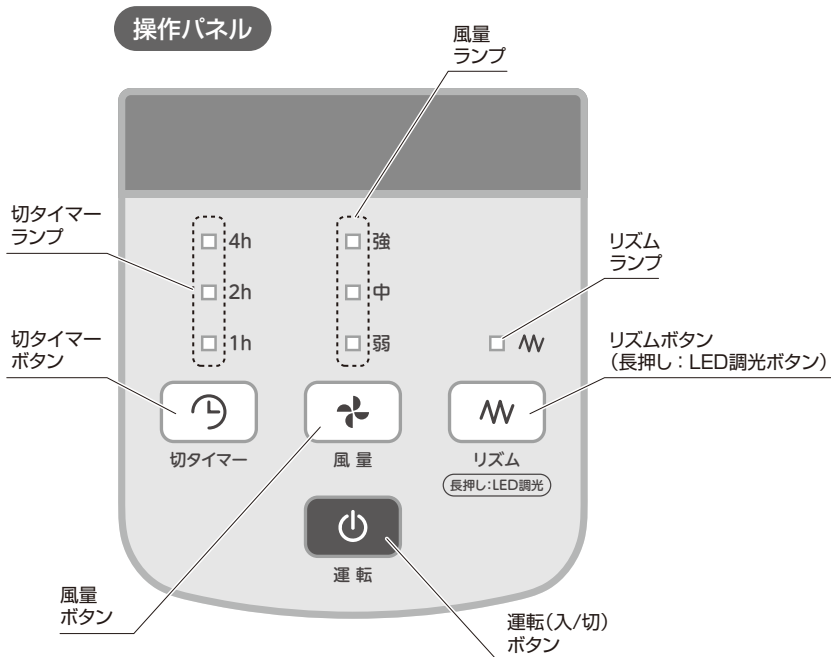 操作パネル
風量
ランプ
切タイマー
ランプ
4h
強
2h
中
リズム
ランプ
1h
弱
切タイマー
ボタン
リズムボタン
（長押し：LED調光ボタン）
切タイマー
風量
リズム
長押し:LED調光
運転
風量
ボタン
運転（入/切）
ボタン